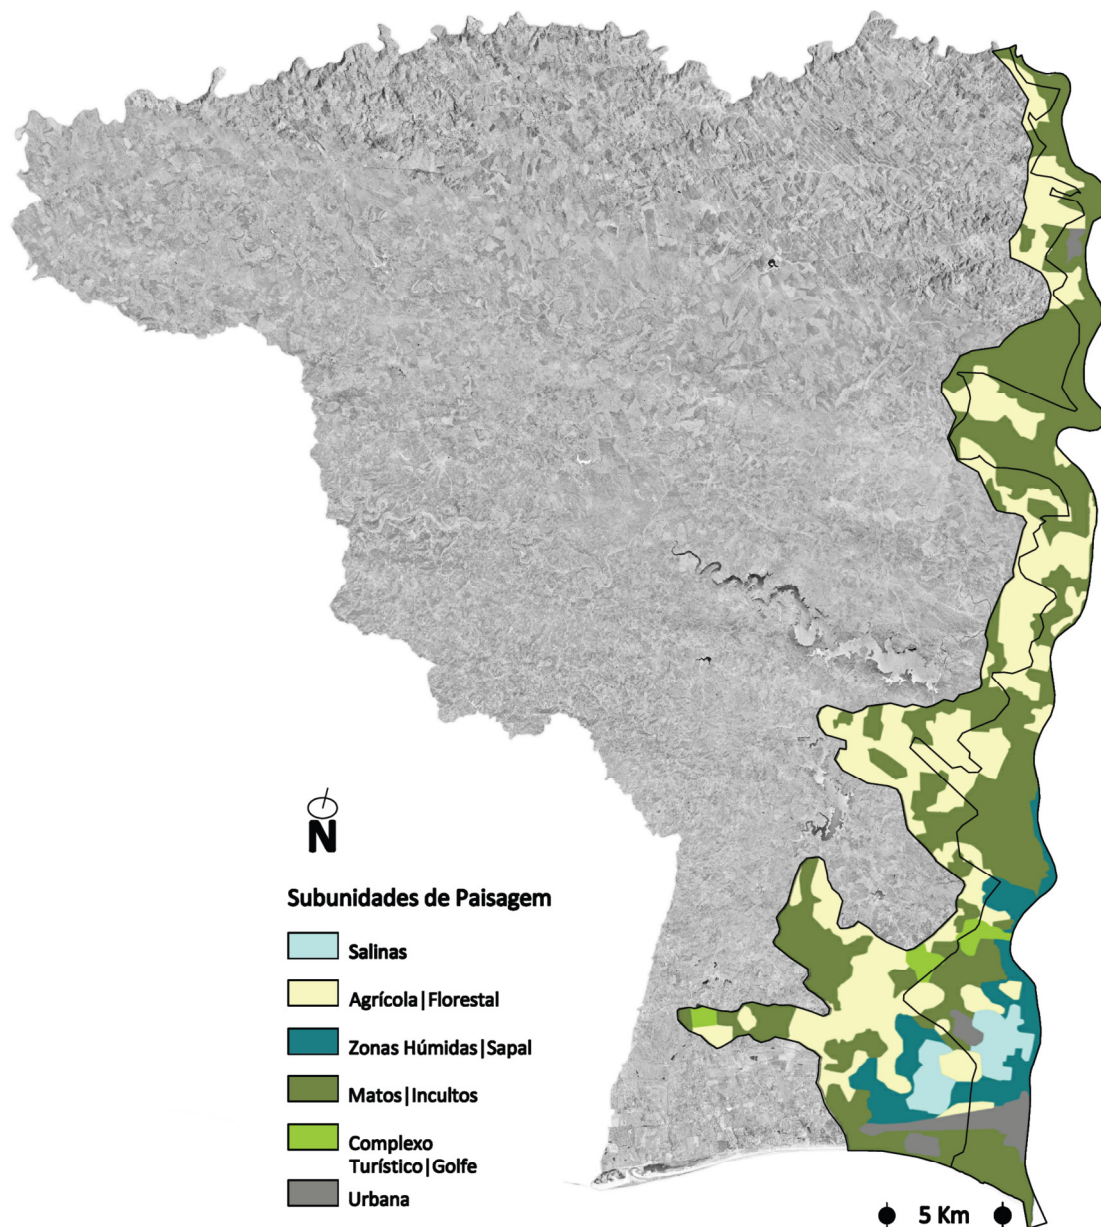 N
Subunidades de Paisagem
Salinas
Agrícola|Florestal
Zonas Húmidas|Sapal
Matos|Incultos
Complexo
Turístico|Golfe
Urbana
5 Km